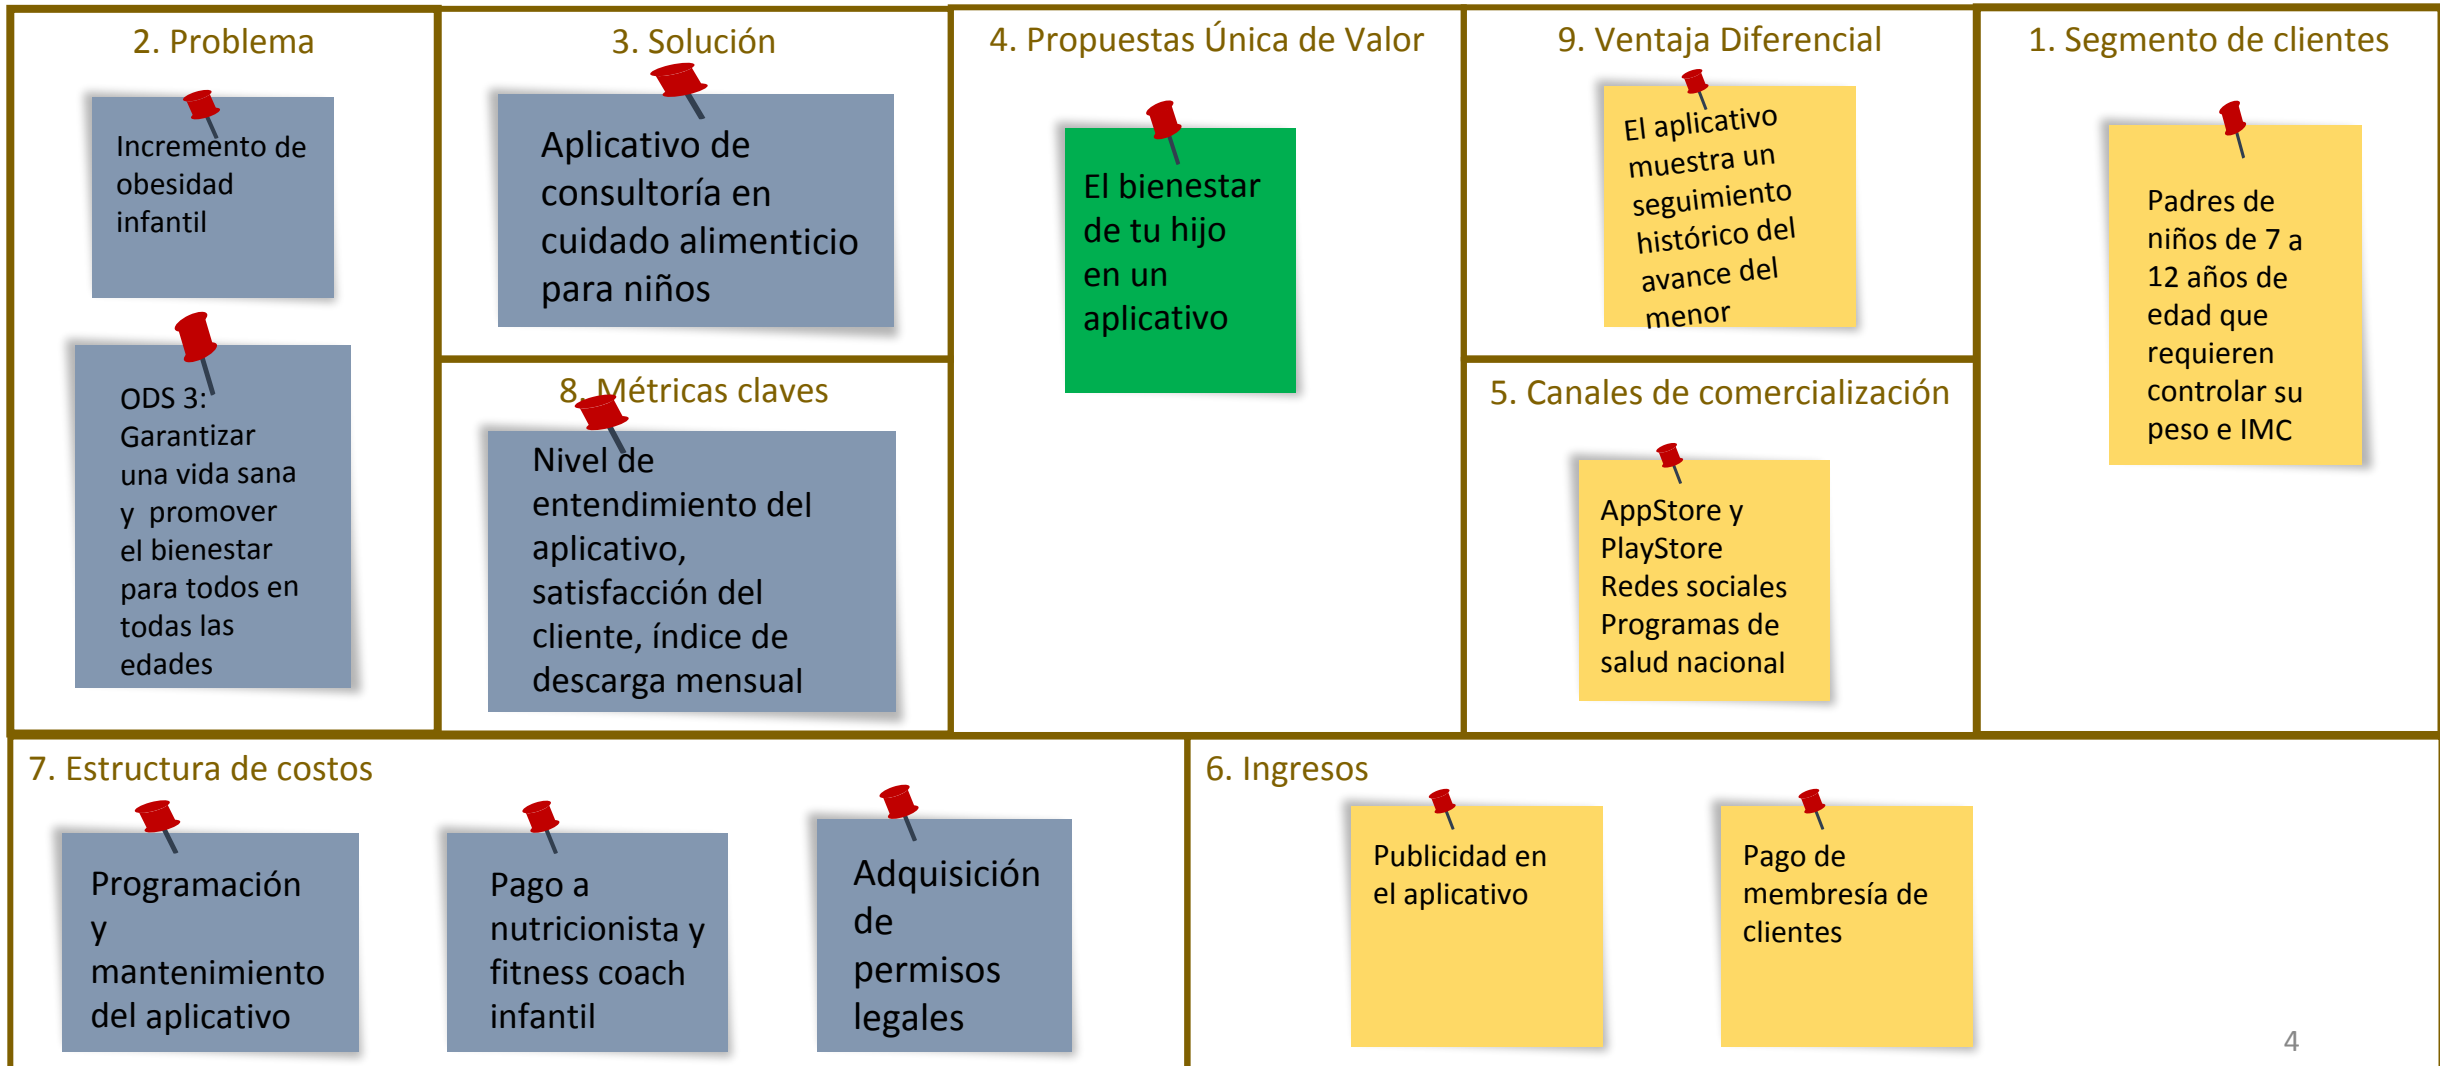 2. Problema
Incremento de
obesidad
infantil
ODS 3:
Garantizar
una vida sana
y promover
el bienestar
para todos en
todas las
edades
3. Solución
Aplicativo de
consultoría en
cuidado alimenticio
para niños
8. Métricas claves
Nivel de
entendimiento del
aplicativo,
satisfacción del
cliente, índice de
descarga mensual
4. Propuestas Única de Valor
El bienestar
de tu hijo
en un
aplicativo
9. Ventaja Diferencial
El aplicativo
muestra un
seguimiento
histórico del
avance del
menor
5. Canales de comercialización
AppStore y
PlayStore
Redes sociales
Programas de
salud nacional
1. Segmento de clientes
Padres de
niños de 7 a
12 años de
edad que
requieren
controlar su
peso e IMC
7. Estructura de costos
Programación
y
mantenimiento
del aplicativo
Pago a
nutricionista y
fitness coach
infantil
Adquisición
de
permisos
legales
6. Ingresos
Publicidad en
el aplicativo
Pago de
membresía de
clientes
4